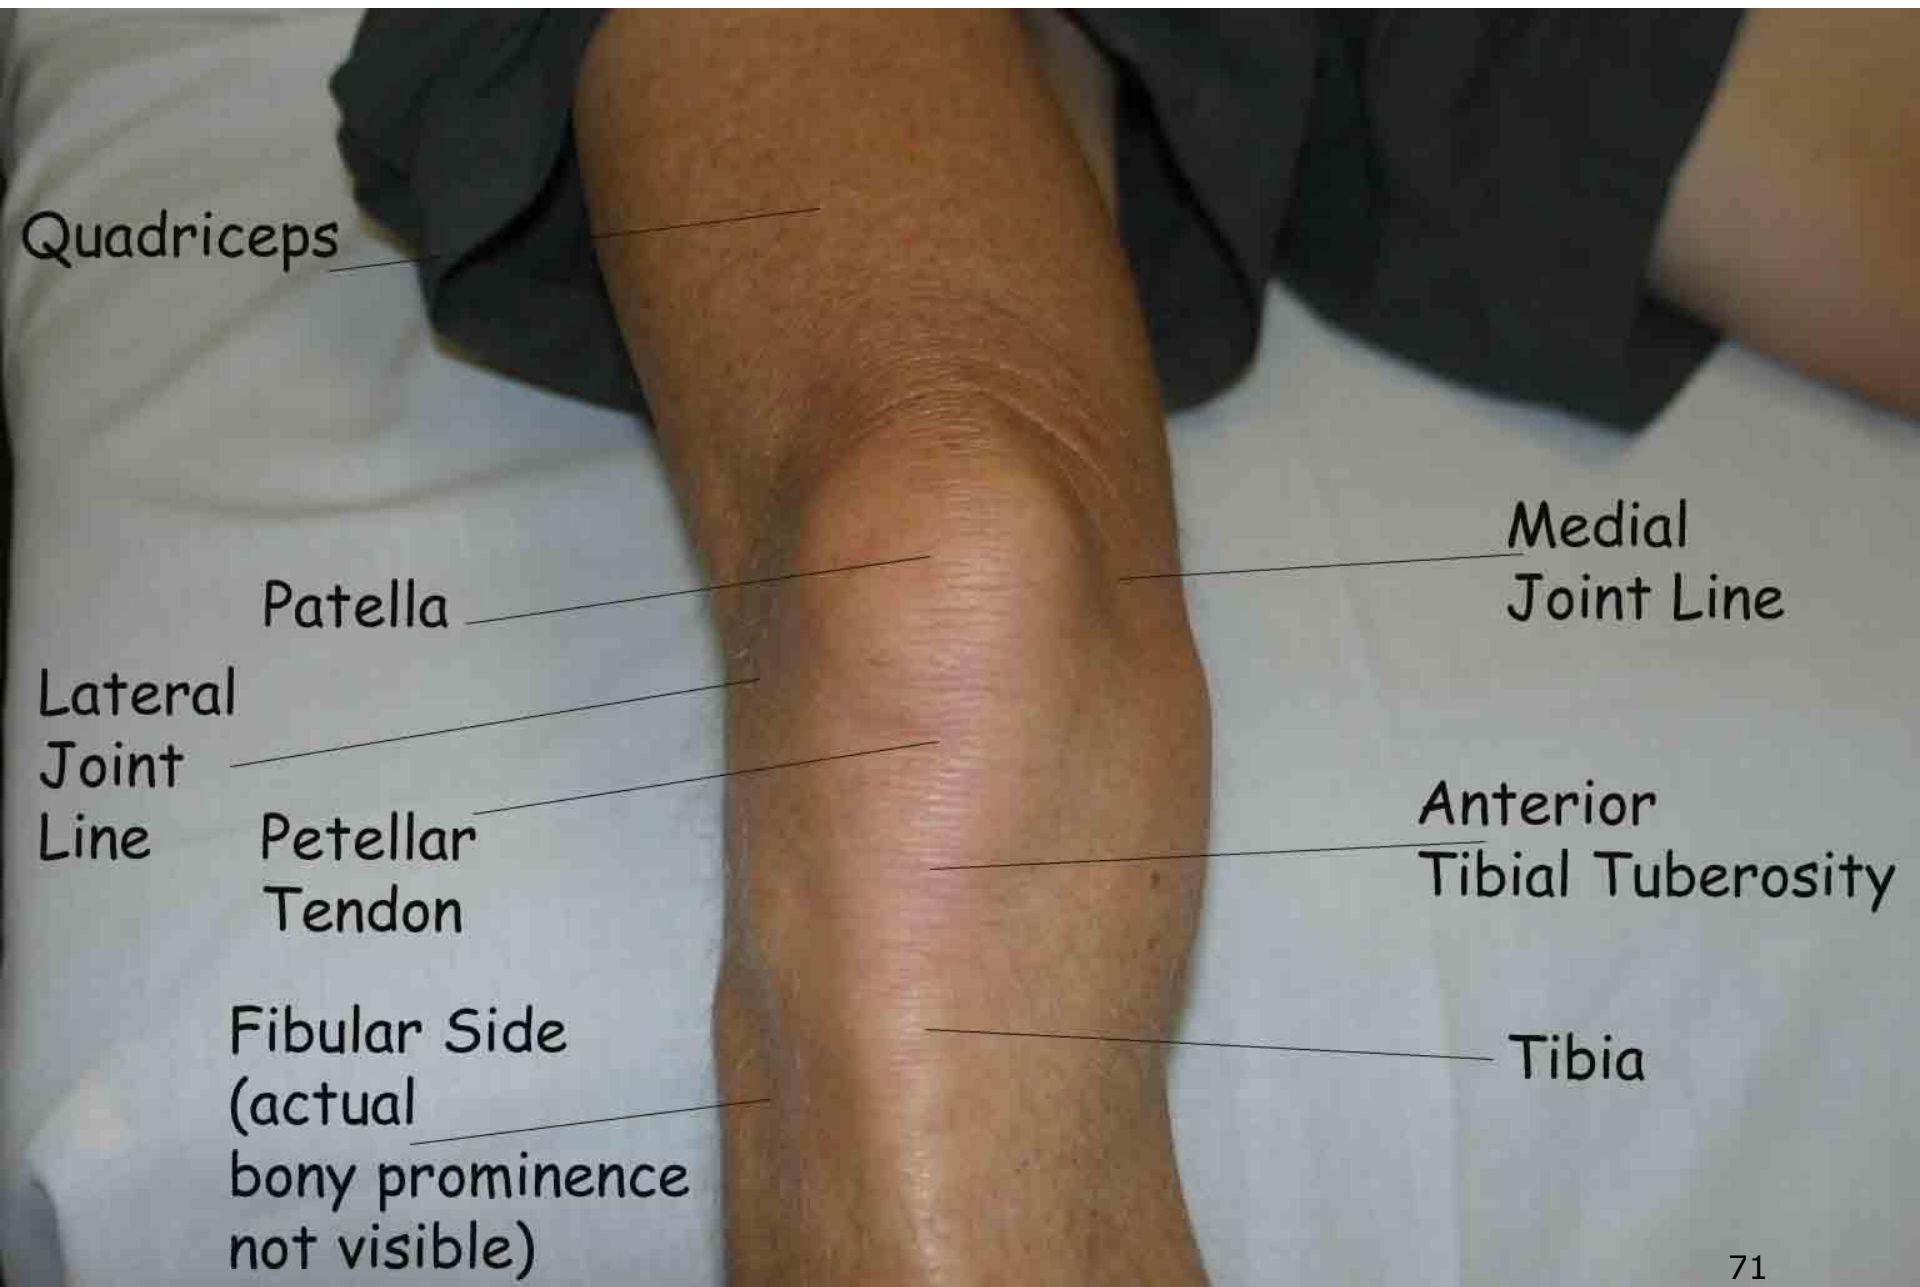 Quadriceps
Patella
Lateral
Joint
Line
Petellar
Tendon
Fibular Side
(actual
bony prominence
not visible)
Medial
Joint Line
Anterior
Tibial Tuberosity
Tibia
71